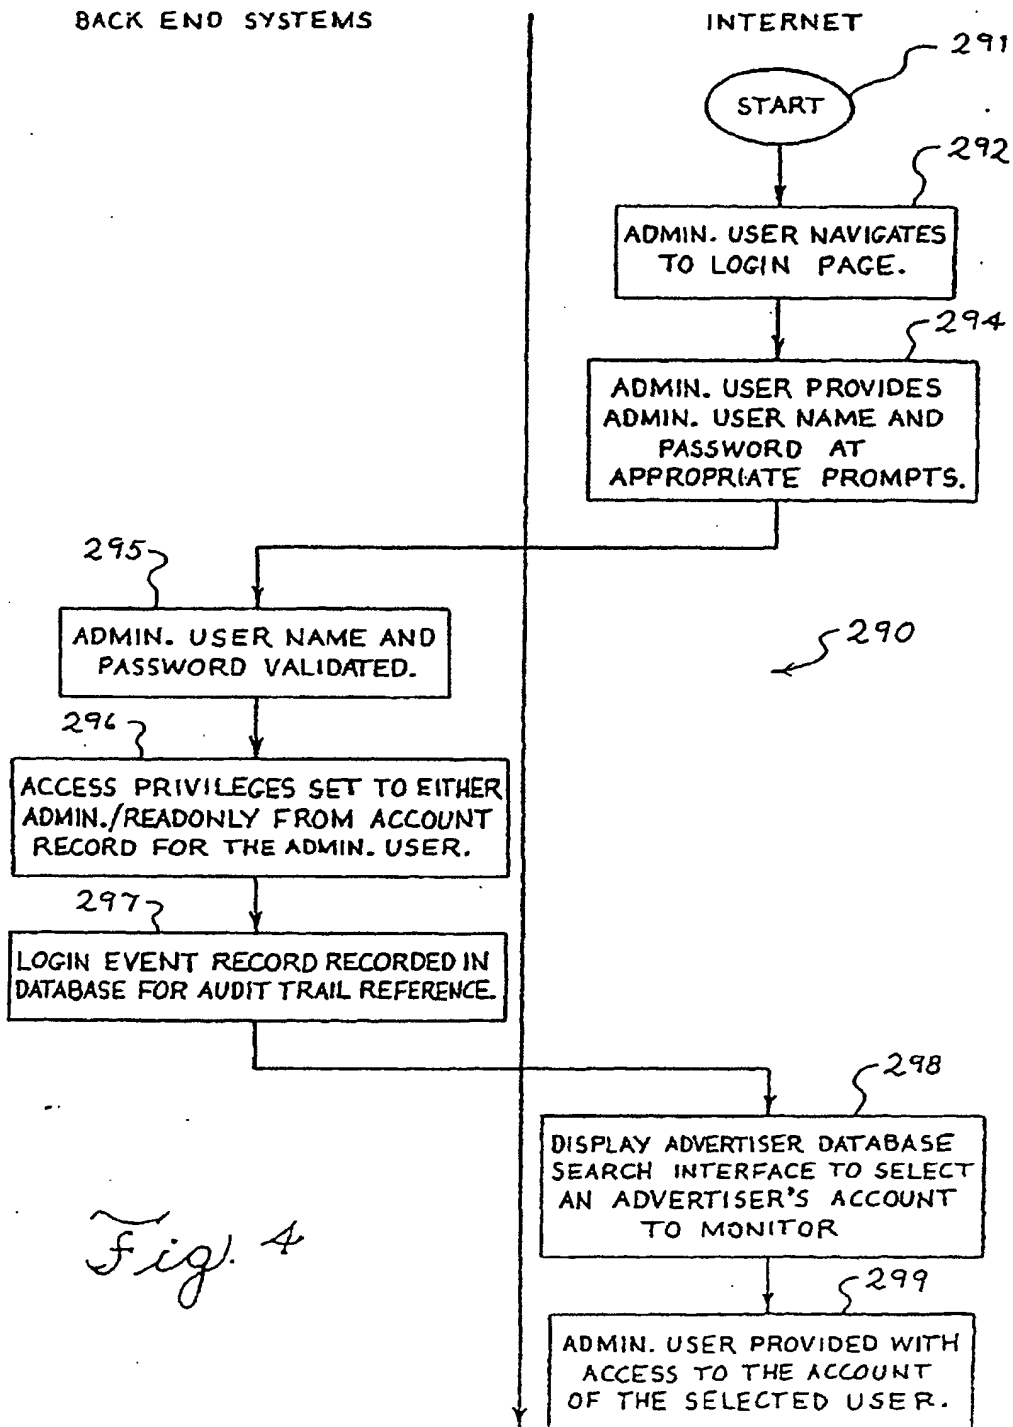 BACK END SYSTEMS
INTERNET
291
START
292
ADMIN. USER NAVIGATES
TO LOGIN PAGE.
294
ADMIN. USER PROVIDES
ADMIN. USER NAME AND
PASSWORD AT
APPROPRIATE PROMPTS.
295
ADMIN. USER NAME AND
PASSWORD VALIDATED.
290
296
ACCESS PRIVILEGES SET TO EITHER
ADMIN./READONLY FROM ACCOUNT
RECORD FOR THE ADMIN. USER.
297
LOGIN EVENT RECORD RECORDED IN
DATABASE FOR AUDIT TRAIL REFERENCE.
298
DISPLAY ADVERTISER DATABASE
SEARCH INTERFACE TO SELECT
AN ADVERTISER'S ACCOUNT
TO MONITOR
Fig. 4
299
ADMIN. USER PROVIDED WITH
ACCESS TO THE ACCOUNT
OF THE SELECTED USER.